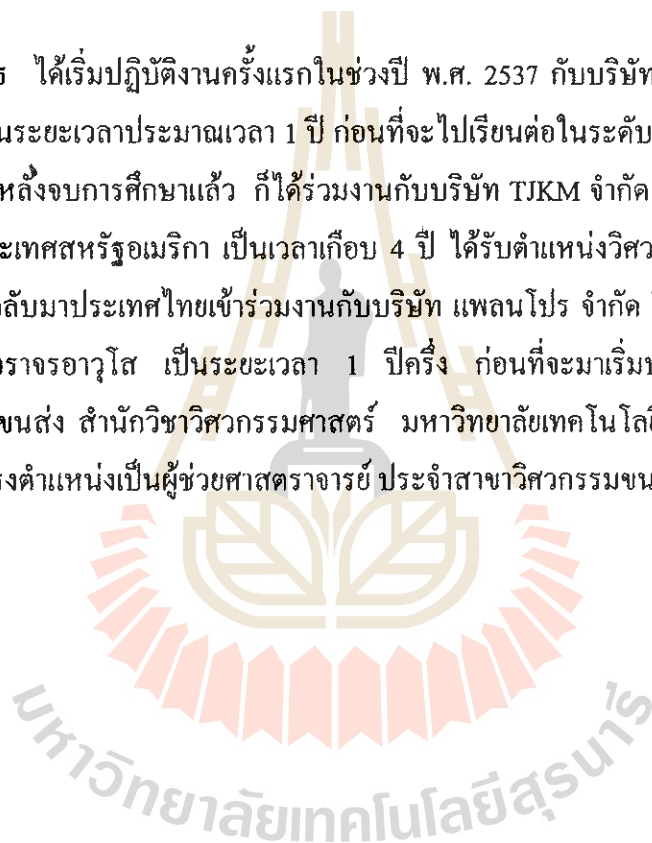 ได้เริ่มปฏิบัติงานครั้งแรกในช่วงปี พ.ศ. 2537 กับบริษัท
ระยะเวลาประมาณเวลา 1 ปี ก่อนที่จะไปเรียนต่อในระดับ
หลังจบการศึกษาแล้ว ก็ได้ร่วมงานกับบริษัท TJKM จำกัด
ประเทศสหรัฐอเมริกา เป็นเวลาเกือบ 4 ปี ได้รับตำแหน่งวิศว
ลับมาประเทศไทยเข้าร่วมงานกับบริษัท แพลนโปร จำกัด
ราจรอาวุโส เป็นระยะเวลา 1 ปีครึ่ง ก่อนที่จะมาเริ่ม
ขนส่ง สำนักวิชาวิศวกรรมศาสตร์ มหาวิทยาลัยเทคโนโลยี
งตำแหน่งเป็นผู้ช่วยศาสตราจารย์ ประจำสาขาวิศวกรรมขน
มหาวิทยาลัยเทคโนโลยีสุรนารี